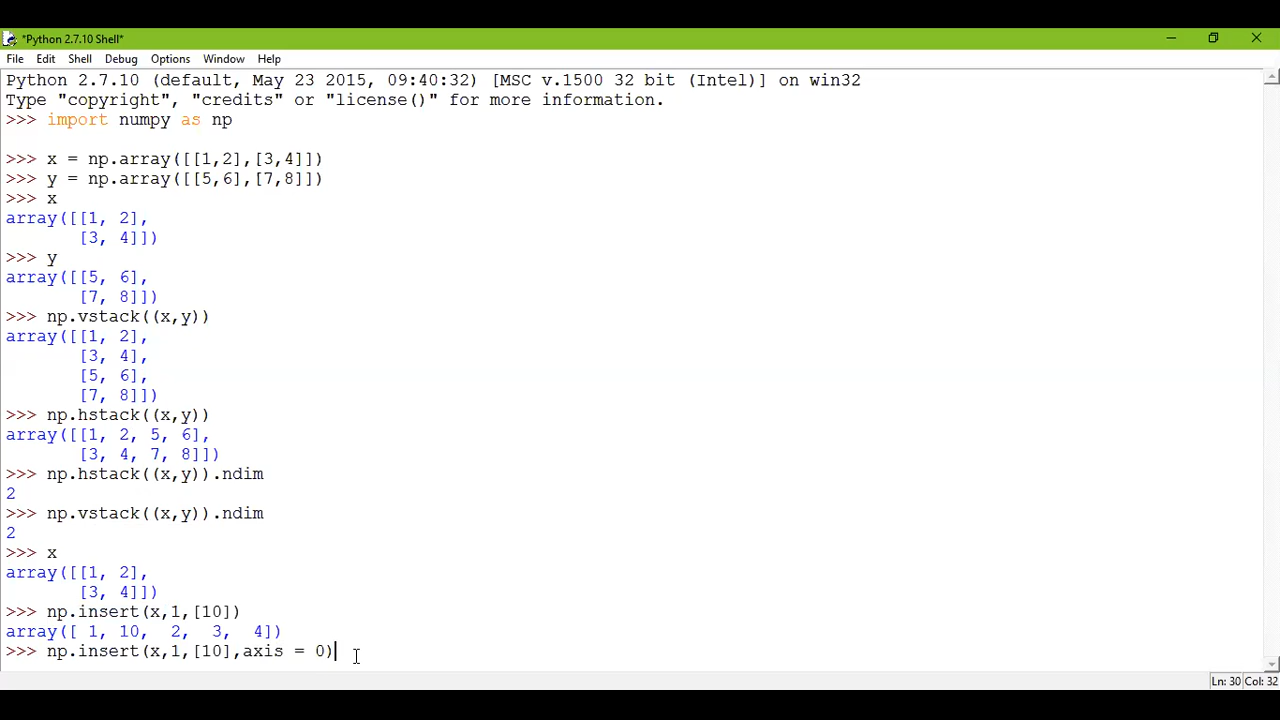 *Python 2.7.10 Shell*
File Edit Shell Debug Options Window Help
Python 2.7.10 (default, May 23 2015, 09:40:32) [MSC v.1500 32 bit (Intel)] on win32
Type "copyright", "credits" or "license()" for more information.
>>> import numpy as np
>>> x = np.array([[1,2],[3,4]])
>>> y = np.array([[5,6],[7,8]])
>>> x
array([[1, 2],
       [3, 4]])
>>> y
array([[5, 6],
       [7, 8]])
>>> np.vstack((x,y))
array([[1, 2],
       [3, 4],
       [5, 6],
       [7, 8]])
>>> np.hstack((x,y))
array([[1, 2, 5, 6],
       [3, 4, 7, 8]])
>>> np.hstack((x,y)).ndim
2
>>> np.vstack((x,y)).ndim
2
>>> x
array([[1, 2],
       [3, 4]])
>>> np.insert(x,1,[10])
array([ 1, 10,  2,  3,  4])
>>> np.insert(x,1,[10],axis = 0)
Ln: 30 Col: 32